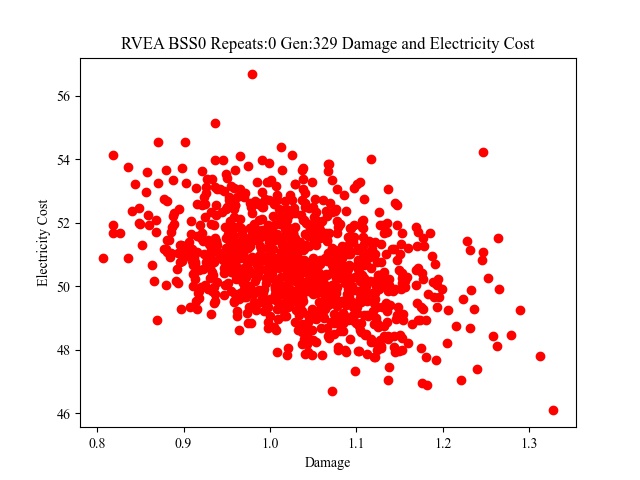 RVEA BSS0 Repeats:0 Gen:329 Damage and Electricity Cost
Electricity Cost
56
54
52
50
48
46
0.8 0.9 1.0 1.1 1.2 1.3
Damage